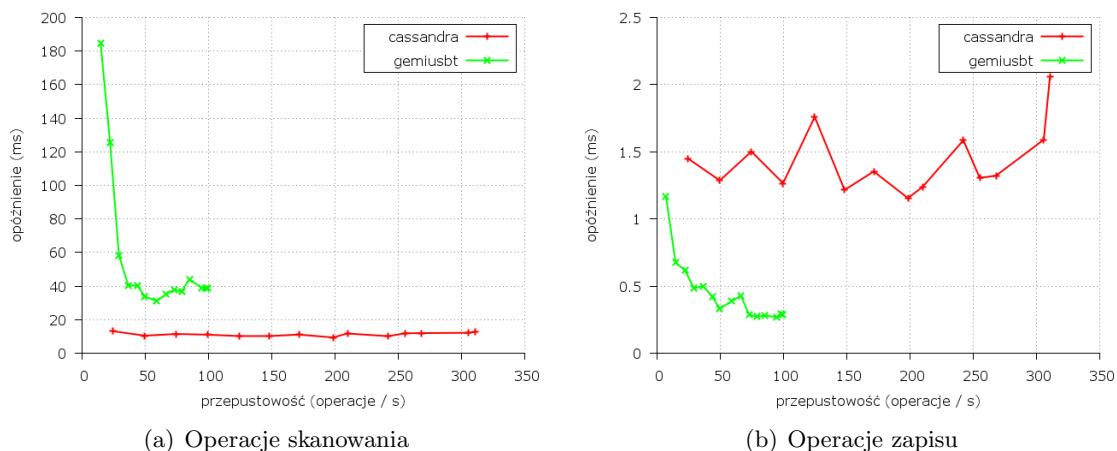 200
180
160
140
120
100
80
60
40
20
0
opóźnienie (ms)
cassandra
gemiusbt
0 50 100 150 200 250 300 350
przepustowość (operacje / s)
(a) Operacje skanowania
2.5
2
1.5
1
0.5
0
opóźnienie (ms)
cassandra
gemiusbt
0 50 100 150 200 250 300 350
przepustowość (operacje / s)
(b) Operacje zapisu